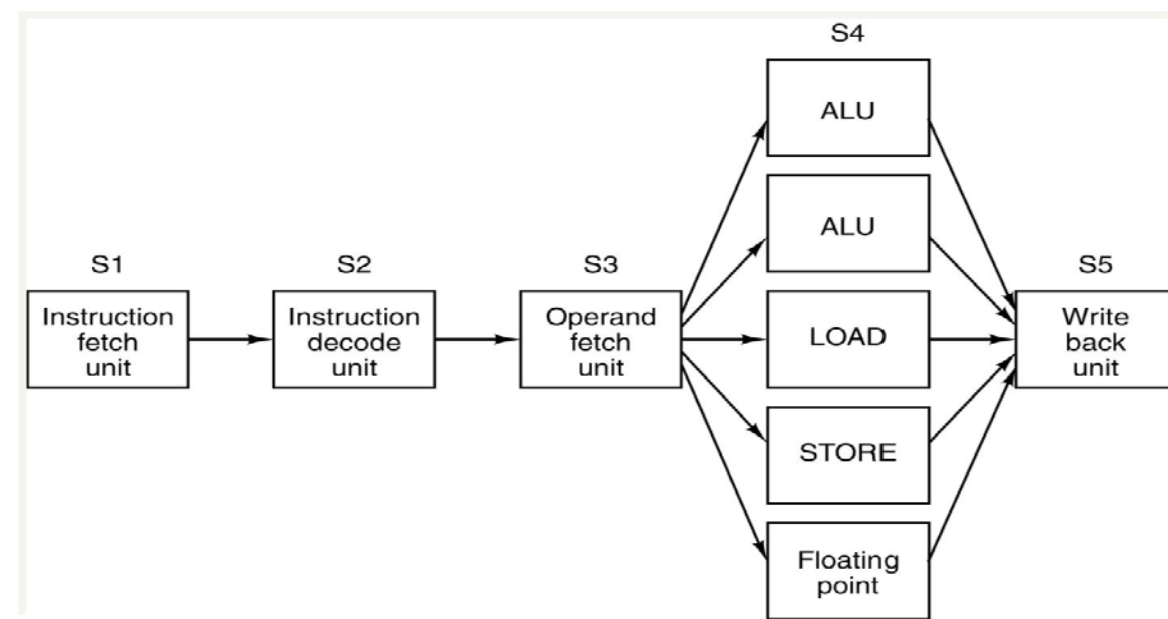 S4
ALU
ALU
S1
S2
S3
S5
Instruction
fetch
unit
Instruction
decode
unit
Operand
fetch
unit
LOAD
Write
back
unit
STORE
Floating
point